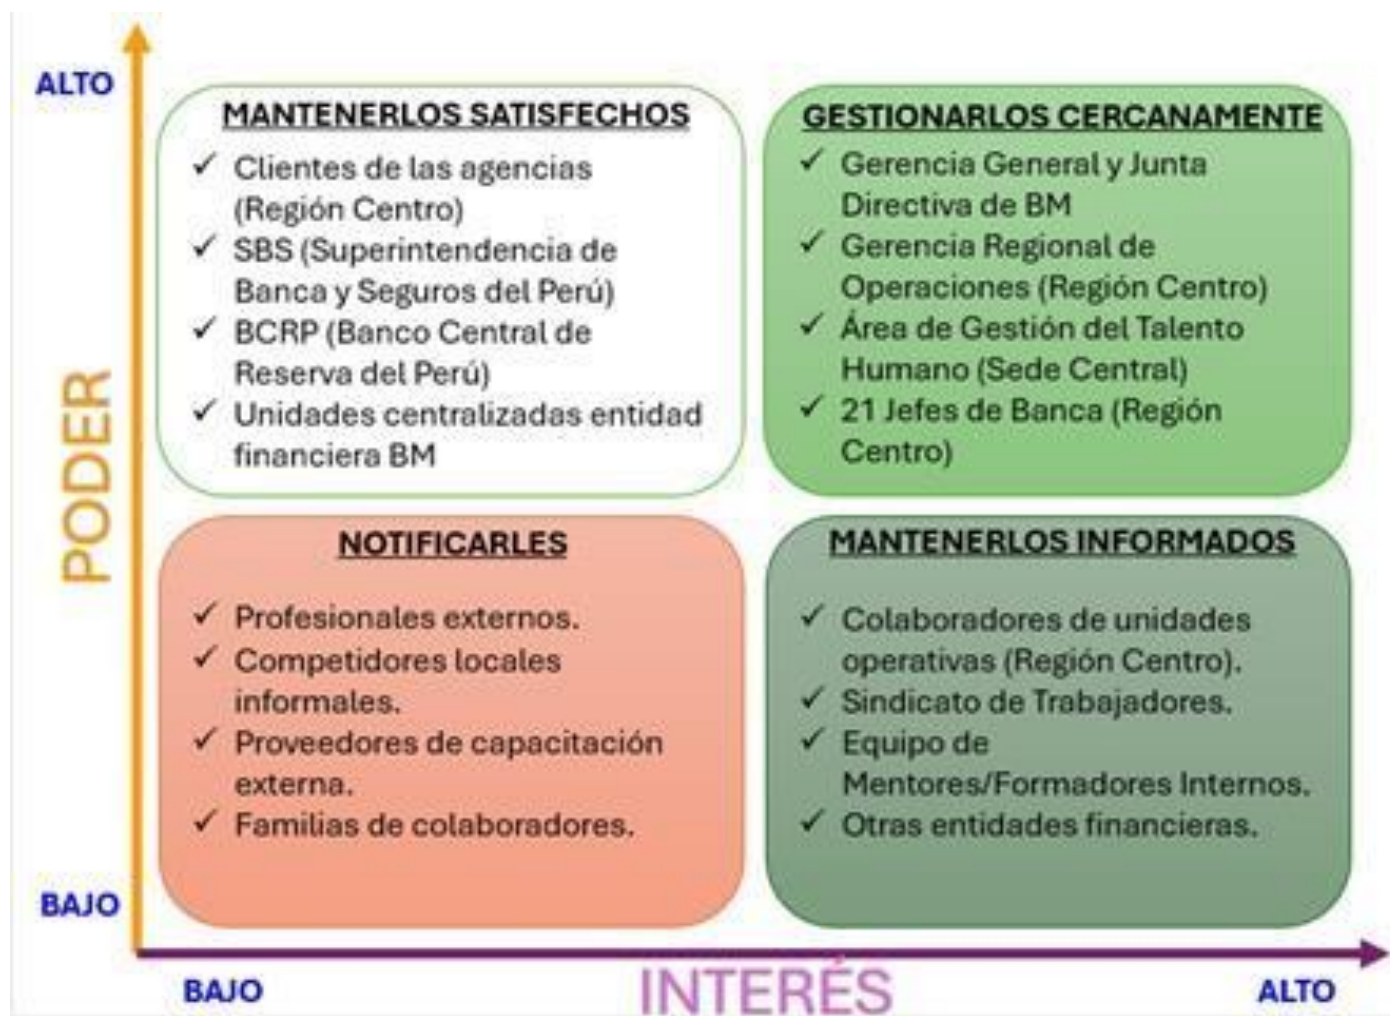 ALTO
MANTENERLOS SATISFECHOS
✓ Clientes de las agencias
(Región Centro)
✓ SBS (Superintendencia de
Banca y Seguros del Perú)
✓ BCRP (Banco Central de
Reserva del Perú)
✓ Unidades centralizadas entidad
financiera BM
GESTIONARLOS CERCANAMENTE
✓ Gerencia General y Junta
Directiva de BM
✓ Gerencia Regional de
Operaciones (Región Centro)
✓ Área de Gestión del Talento
Humano (Sede Central)
✓ 21 Jefes de Banca (Región
Centro)
PODER
NOTIFICARLES
✓ Profesionales externos.
✓ Competidores locales
informales.
✓ Proveedores de capacitación
externa.
✓ Familias de colaboradores.
MANTENERLOS INFORMADOS
✓ Colaboradores de unidades
operativas (Región Centro).
✓ Sindicato de Trabajadores.
✓ Equipo de
Mentores/Formadores Internos.
✓ Otras entidades financieras.
BAJO
BAJO
INTERÉS
ALTO